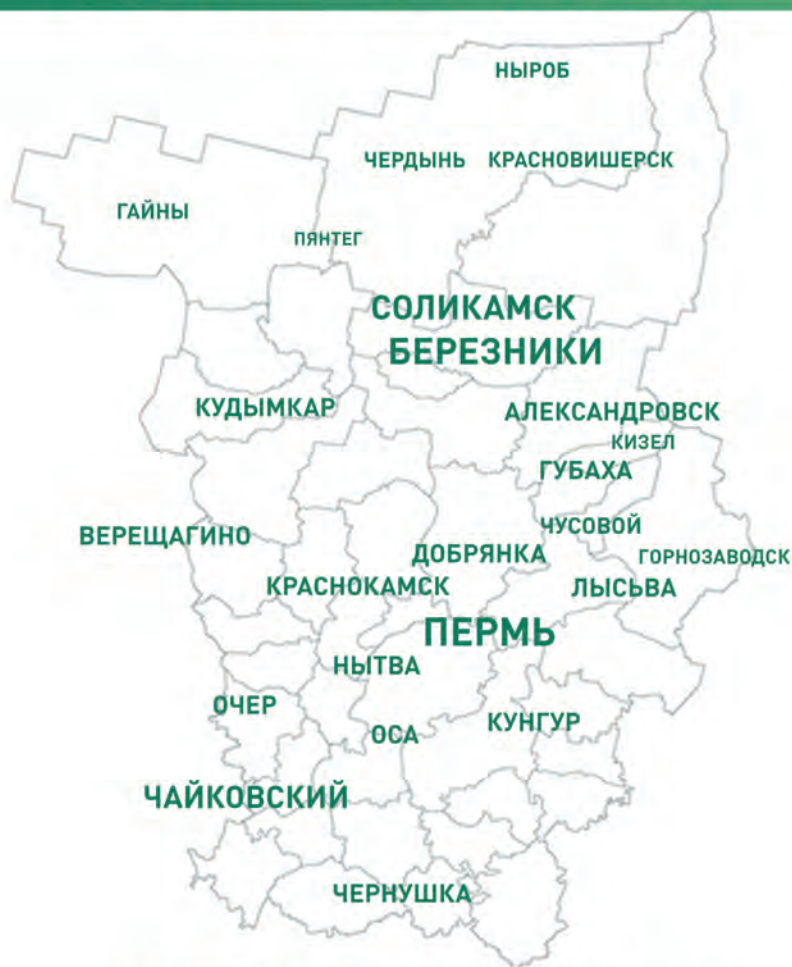 НЫРОБ
ЧЕРДЫНЬ КРАСНОВИШЕРСК
ГАЙНЫ
ПЯНТЕГ
СОЛИКАМСК
БЕРЕЗНИКИ
КУДЫМКАР
АЛЕКСАНДРОВСК
КИЗЕЛ
ГУБАХА
ЧУСОВОЙ
ВЕРЕЩАГИНО
ДОБРЯНКА
ГОРНОЗАВОДСК
КРАСНОКАМСК
ЛЫСЬВА
ПЕРМЬ
НЫТВА
ОЧЕР
КУНГУР
ОСА
ЧАЙКОВСКИЙ
ЧЕРНУШКА